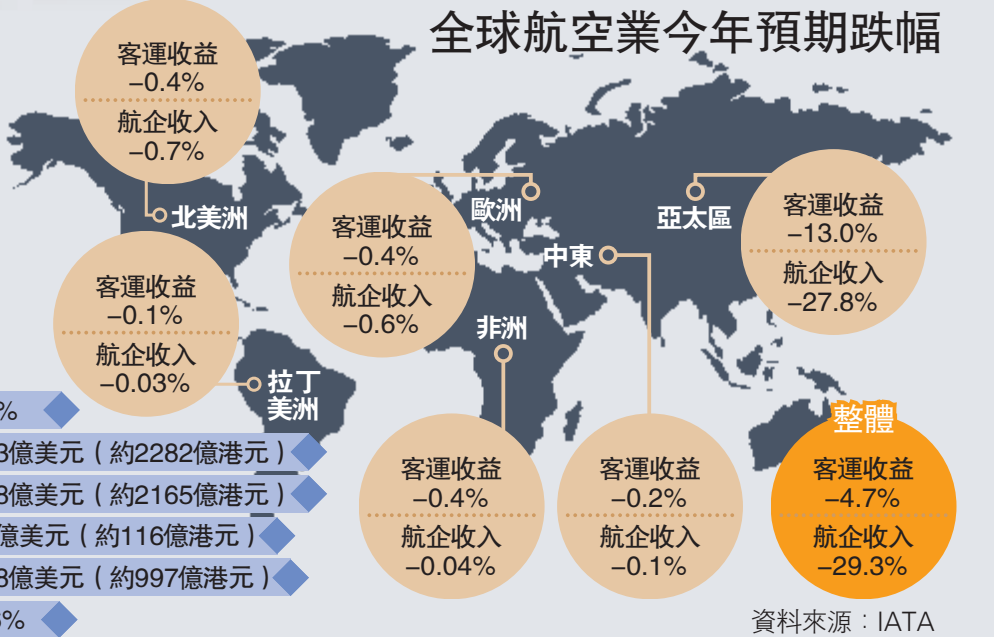 全球航空業今年預期跌幅
客運收益
–0.4%
航企收入
–0.7%
北美洲
客運收益
–0.4%
航企收入
–0.6%
歐洲
亞太區
客運收益
–13.0%
航企收入
–27.8%
中東
客運收益
–0.1%
航企收入
–0.03%
拉丁
美洲
非洲
客運收益
–0.4%
航企收入
–0.04%
客運收益
–0.2%
航企收入
–0.1%
整體
客運收益
–4.7%
航企收入
–29.3%
%
億美元（約2282億港元）
億美元（約2165億港元）
億美元（約116億港元）
億美元（約997億港元）
%
資料來源：IATA